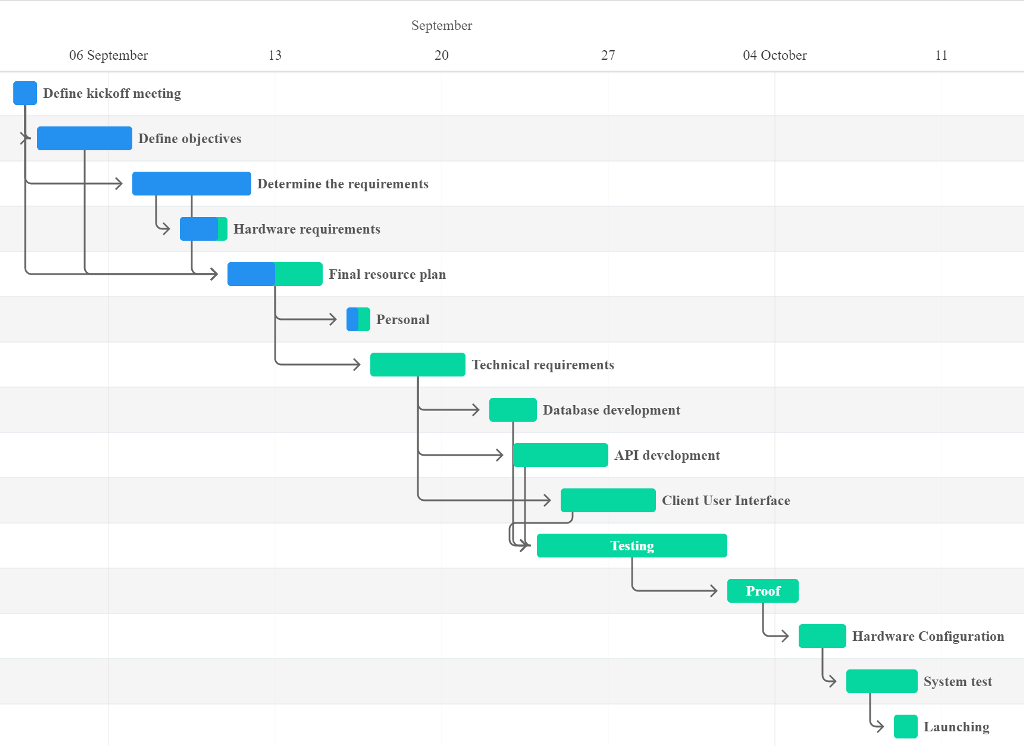 September
06 September 13 20 27 04 October 11
Define kickoff meeting
Define objectives
Determine the requirements
Hardware requirements
Final resource plan
Personal
Technical requirements
Database development
API development
Client User Interface
Testing
Proof
Hardware Configuration
System test
Launching